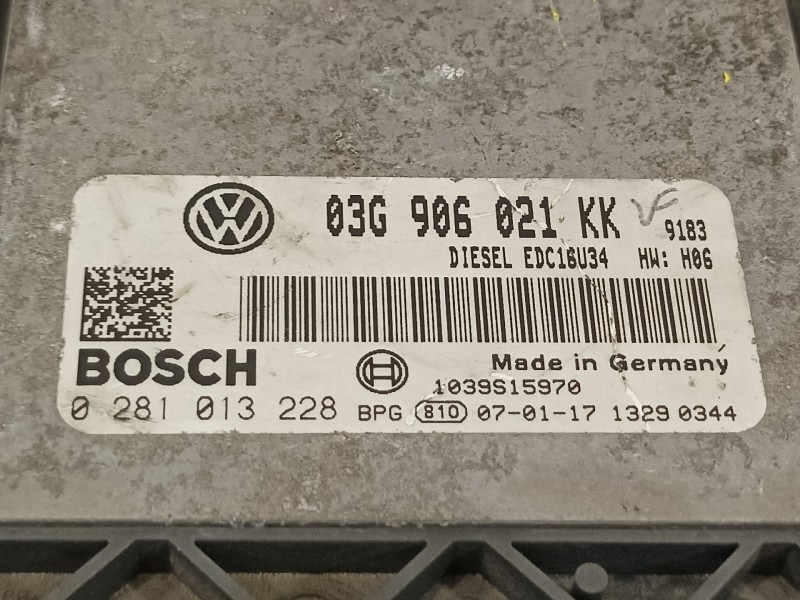 03G 906 021 KK VF 9183
DIESEL EDC16U34 HW: H06
BOSCH Made in Germany
1039S15970
0 281 013 228 BPG 810 07-01-17 1329 0344